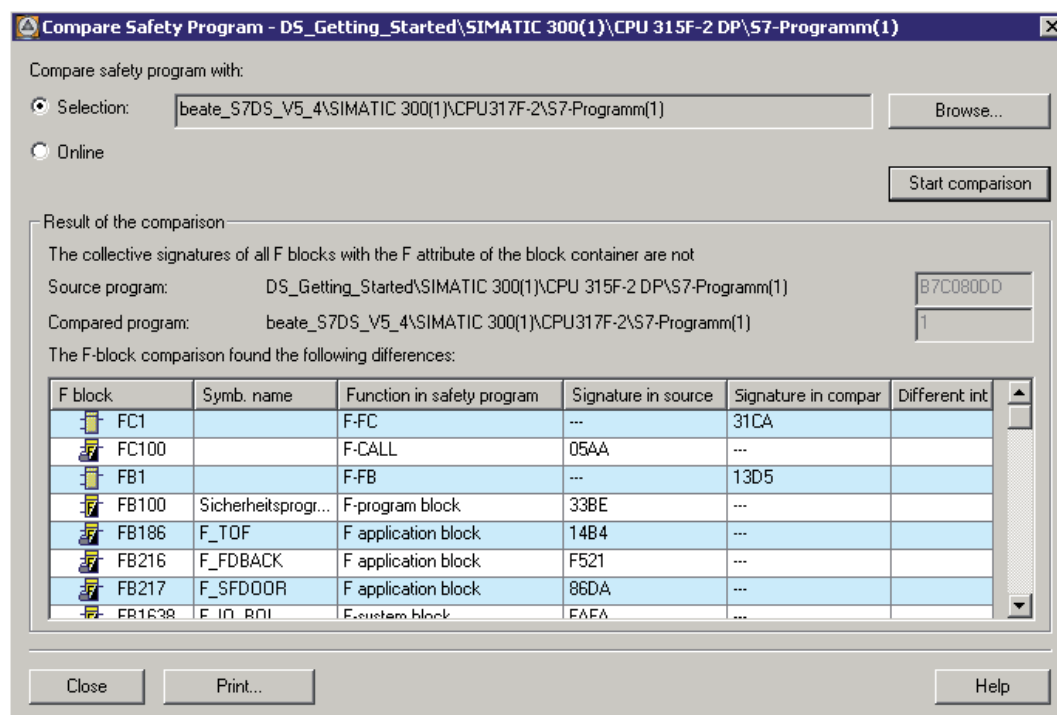 Compare Safety Program - DS_Getting_Started\SIMATIC 300(1)\CPU 315F-2 DP\S7-Programm(1)
Compare safety program with:
Selection: beate_S7DS_V5_4\SIMATIC 300(1)\CPU317F-2\S7-Programm(1) Browse...
Online
Start comparison
Result of the comparison
The collective signatures of all F blocks with the F attribute of the block container are not
Source program: DS_Getting_Started\SIMATIC 300(1)\CPU 315F-2 DP\S7-Programm(1) B7C080DD
Compared program: beate_S7DS_V5_4\SIMATIC 300(1)\CPU317F-2\S7-Programm(1) 1
The F-block comparison found the following differences:
F block Symb. name Function in safety program Signature in source Signature in compar Different int
FC1 F-FC --- 31CA
FC100 F-CALL 05AA ---
FB1 F-FB --- 13D5
FB100 Sicherheitsprogr... F-program block 33BE ---
FB186 F_TOF F application block 14B4 ---
FB216 F_FDBACK F application block F521 ---
FB217 F_SFDOOR F application block 86DA ---
FB1638 F-system block ---
Close Print... Help